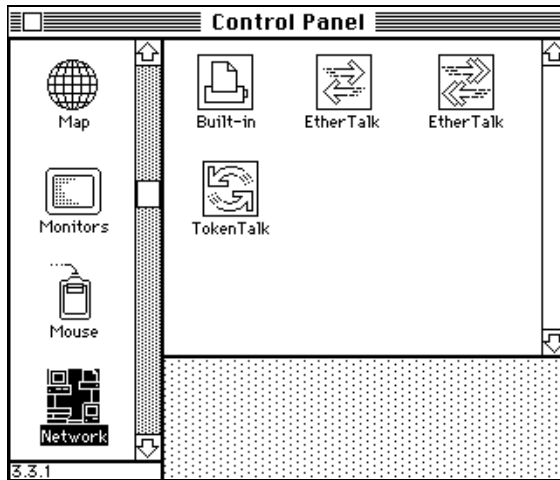 Control Panel
Map
Monitors
Mouse
Network
3.3.1
Built-in
EtherTalk
EtherTalk
TokenTalk